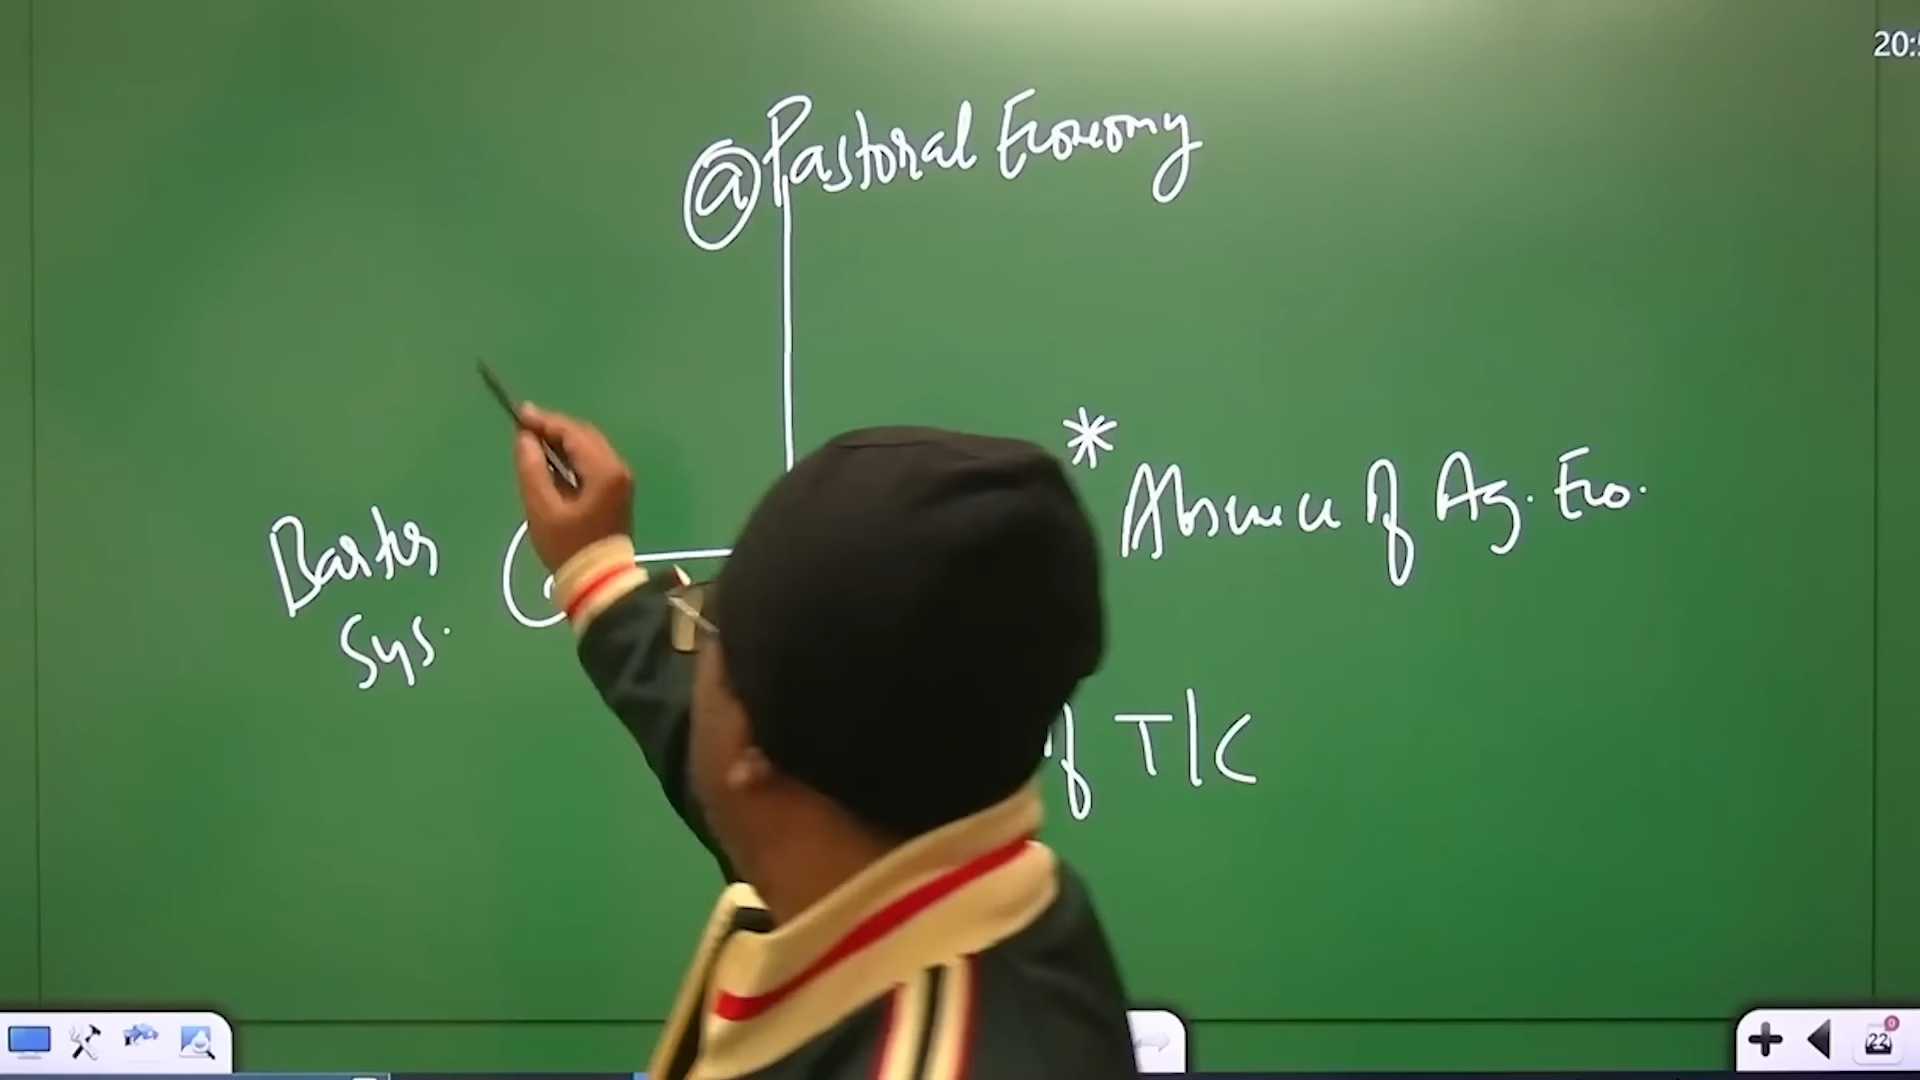 20:5
@ Pastoral Economy
*
Absence of Ag. Eco.
Barter
Sys.
of T/C
22